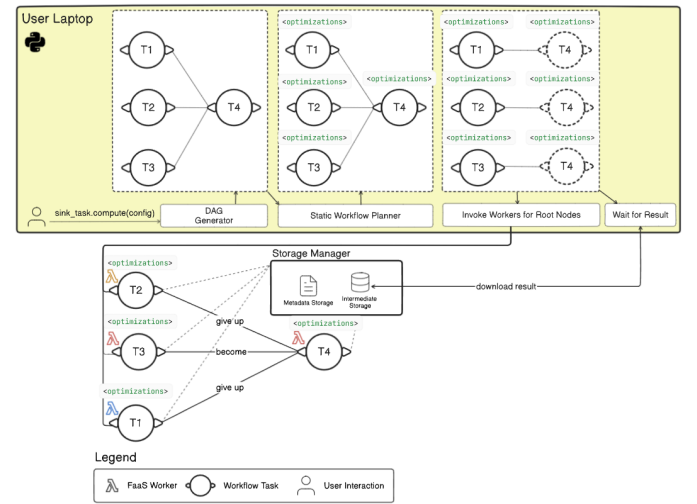 User Laptop
T1
T2
T3
T4
<optimizations>
T1
<optimizations>
T2
<optimizations>
T3
<optimizations>
T4
<optimizations>
<optimizations>
T1
T4
<optimizations>
<optimizations>
T2
T4
<optimizations>
<optimizations>
T3
T4
sink_task.compute(config)
DAG
Generator
Static Workflow Planner
Invoke Workers for Root Nodes
Wait for Result
Storage Manager
Metadata Storage
Intermediate
Storage
download result
<optimizations>
T2
give up
<optimizations>
T3
become
<optimizations>
T4
<optimizations>
T1
give up
Legend
FaaS Worker
Workflow Task
User Interaction